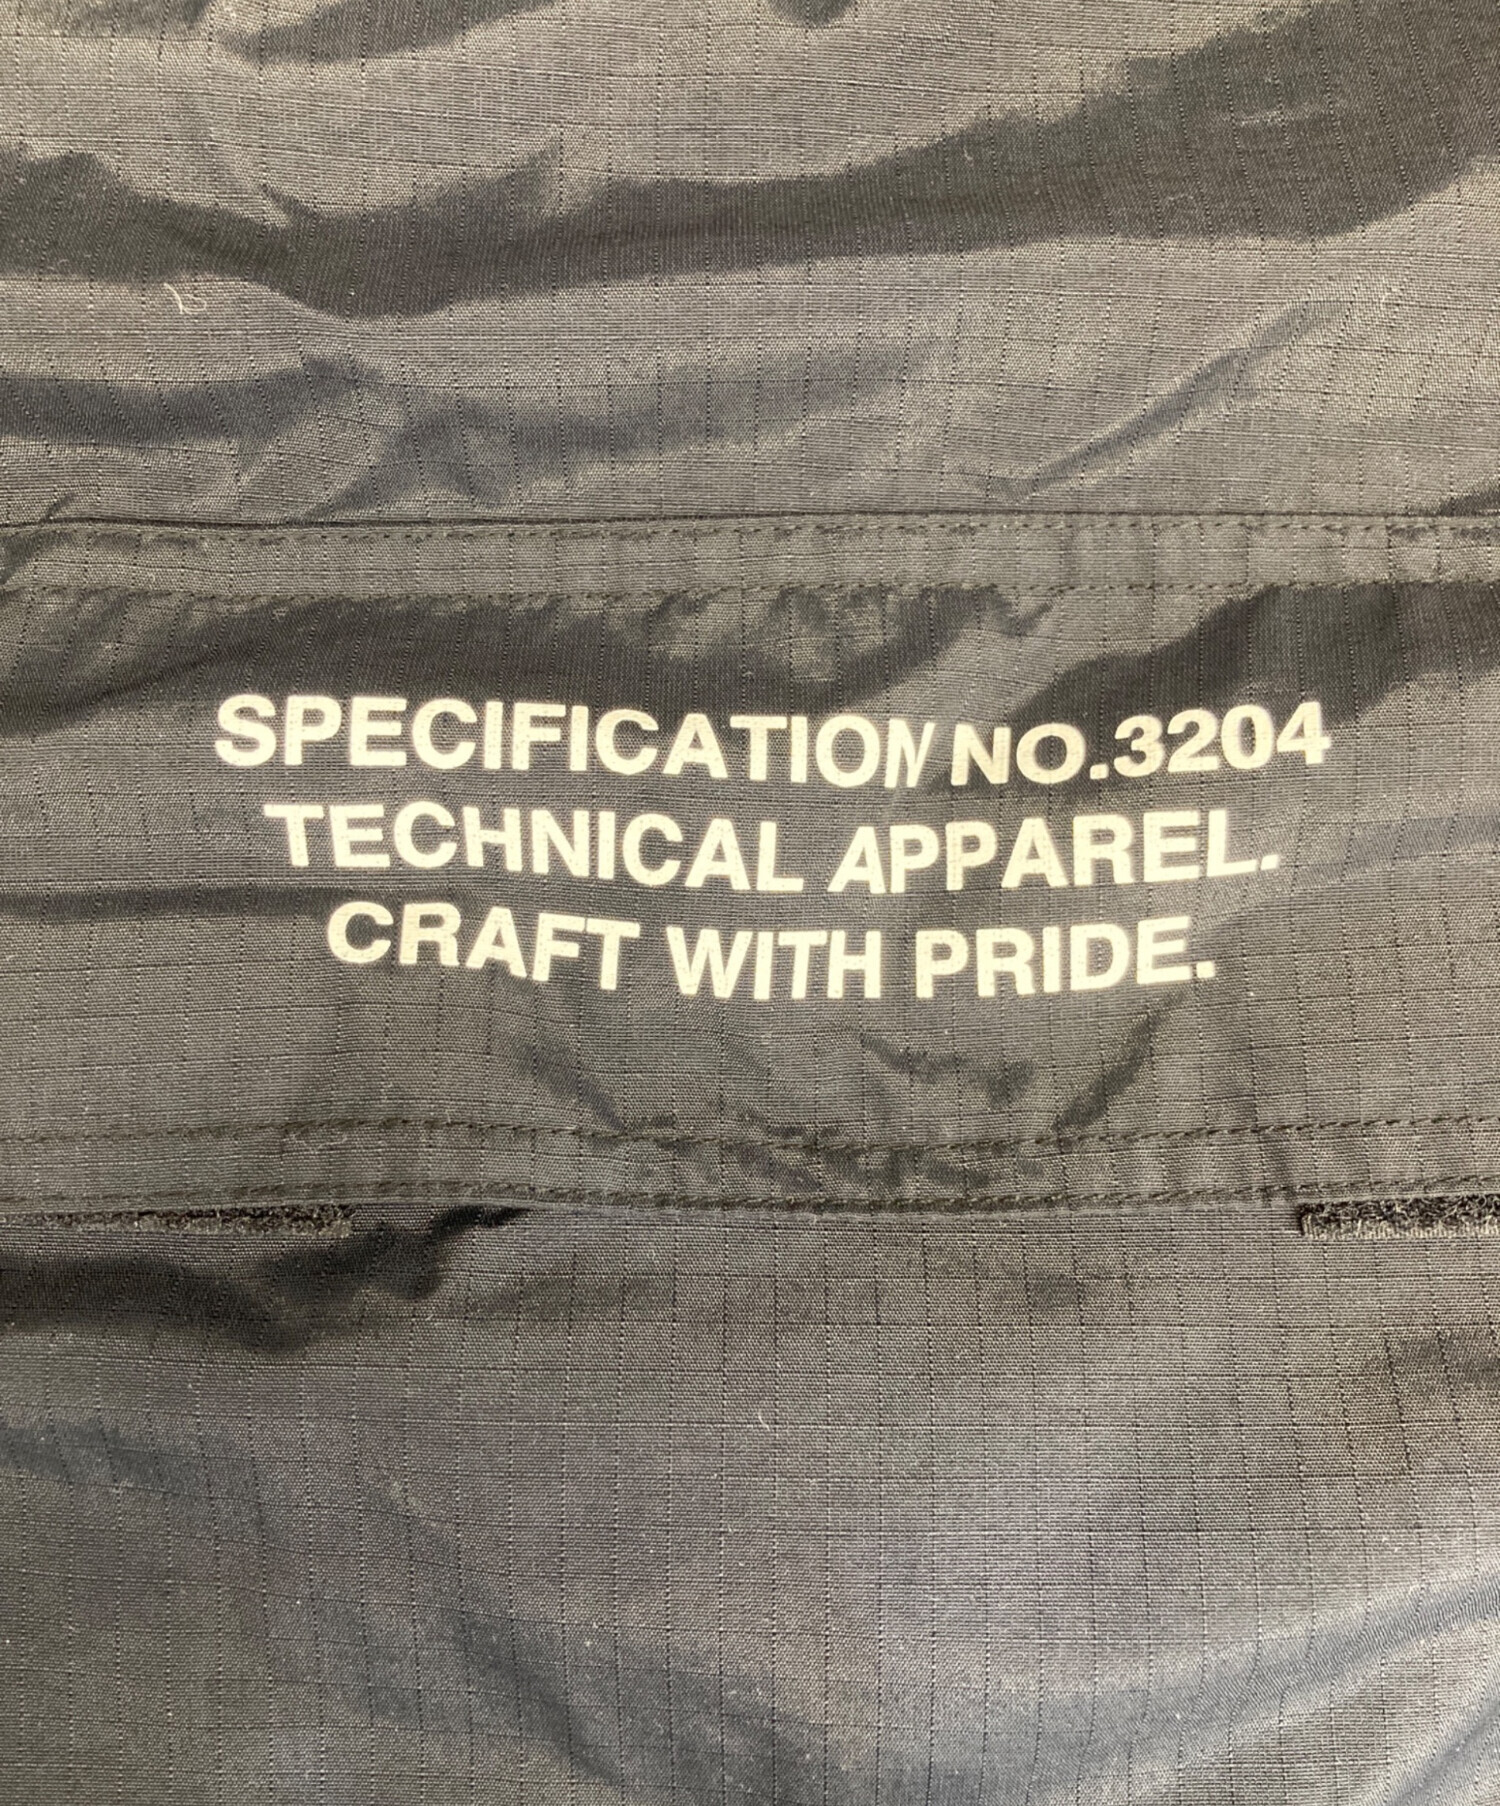 SPECIFICATION NO.3204
TECHNICAL APPAREL.
CRAFT WITH PRIDE.